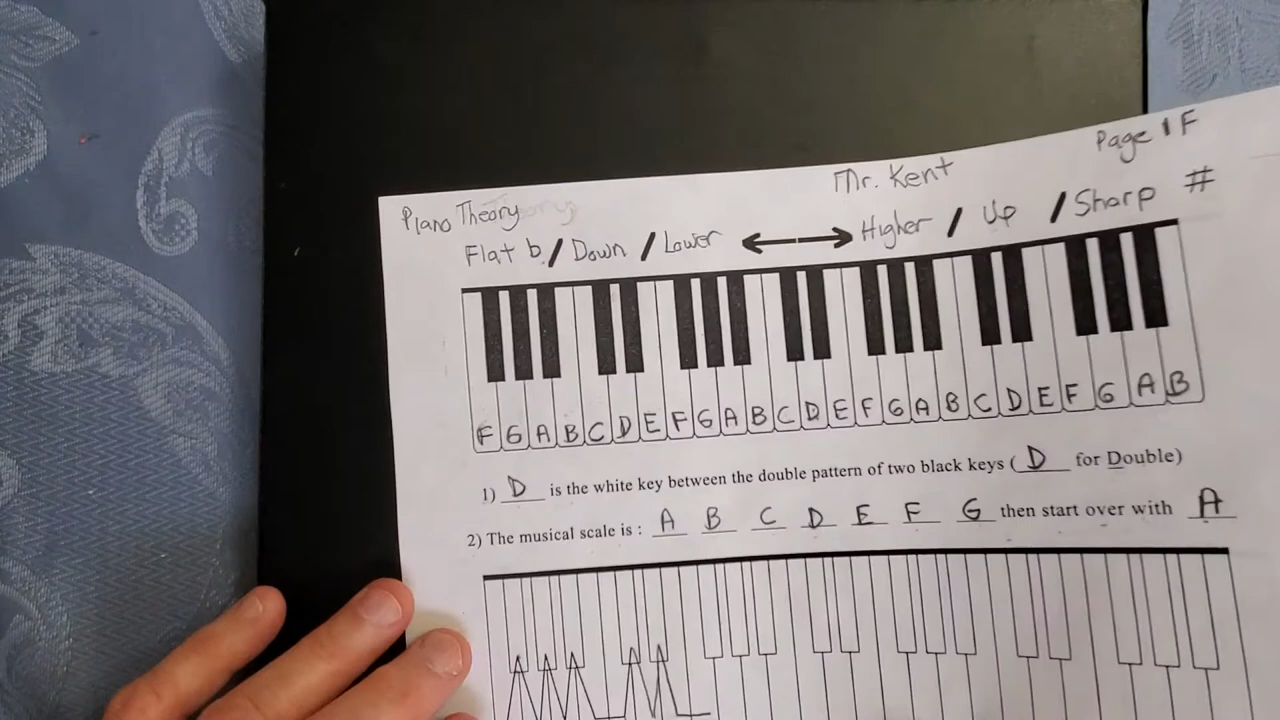 Page 1F
Mr. Kent
Piano Theory
Flat b / Down / Lower ⟷ Higher / Up / Sharp #
F G A B C D E F G A B C D E F G A B C D E F G A B
1) D is the white key between the double pattern of two black keys ( D for Double)
2) The musical scale is : A B C D E F G then start over with A